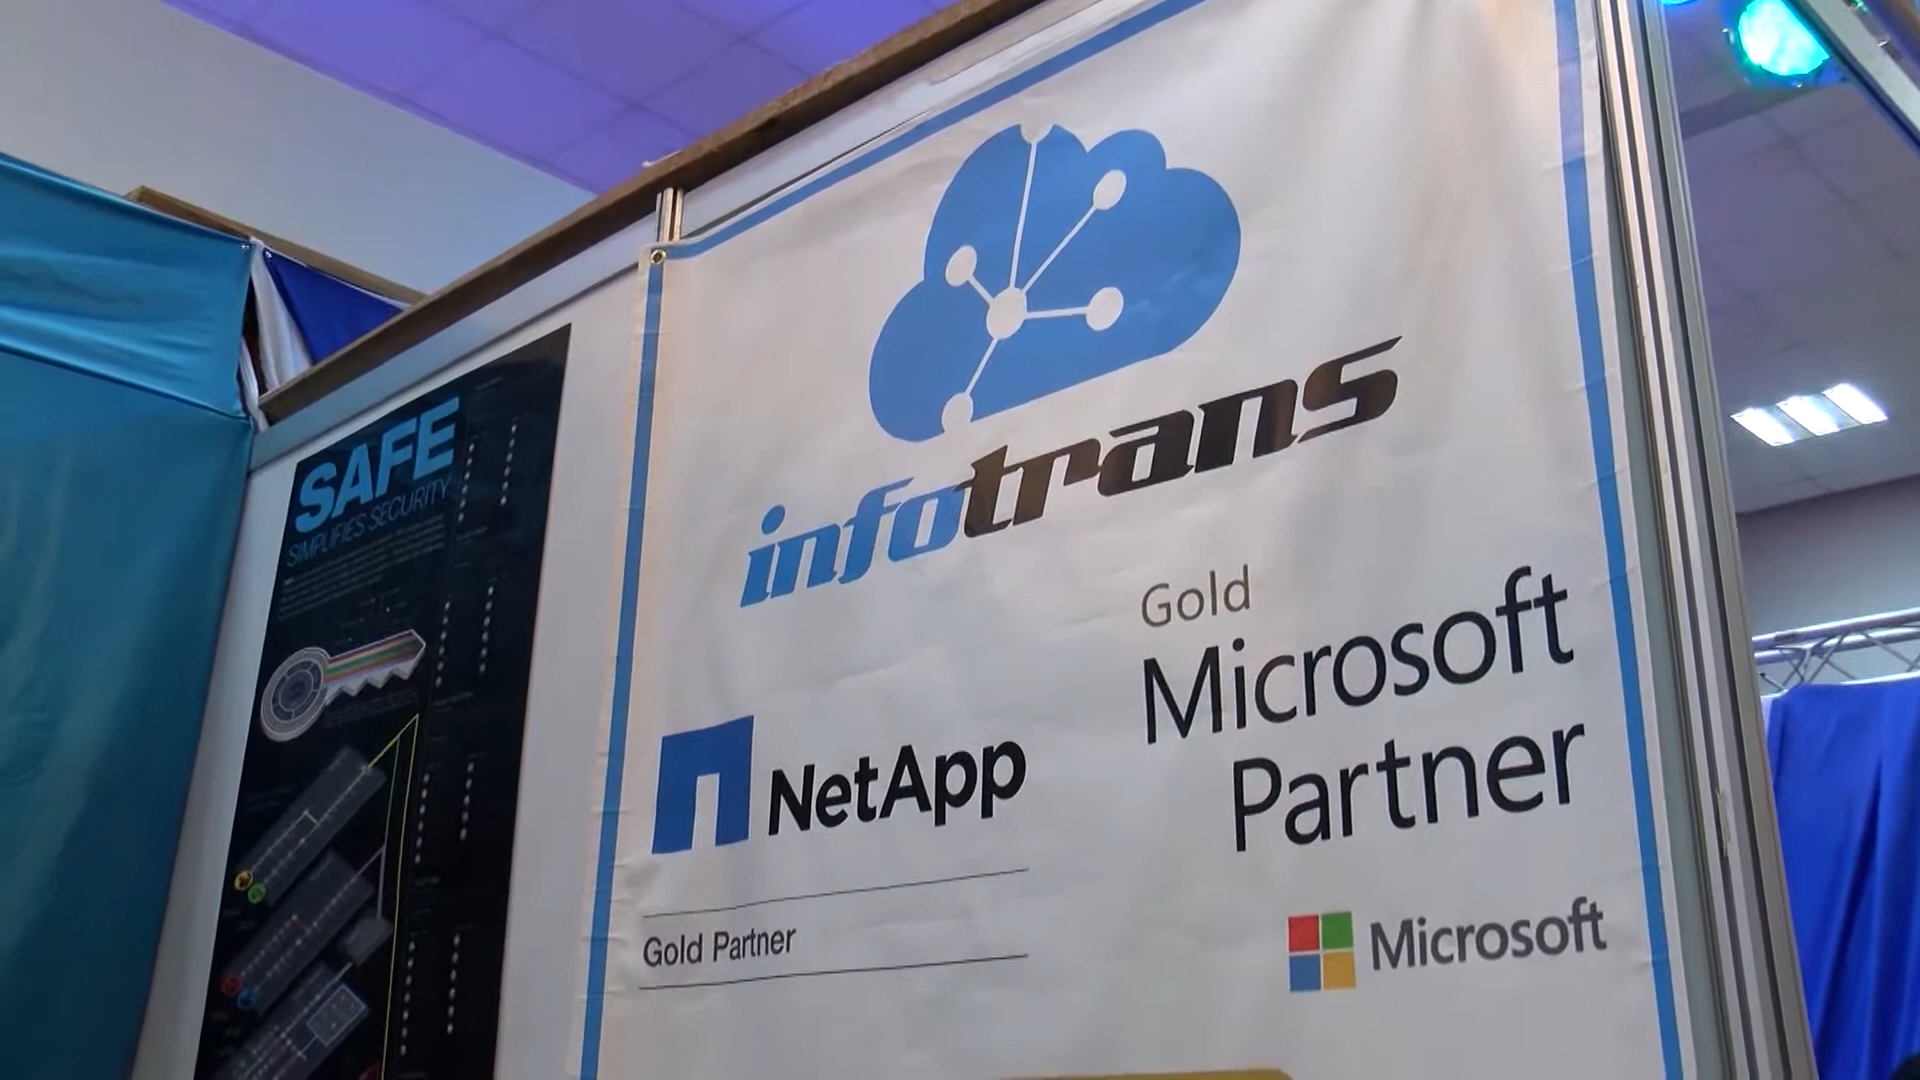 SAFE
SIMPLIFIES SECURITY
infotrans
Gold
Microsoft
Partner
NetApp
Gold Partner
Microsoft